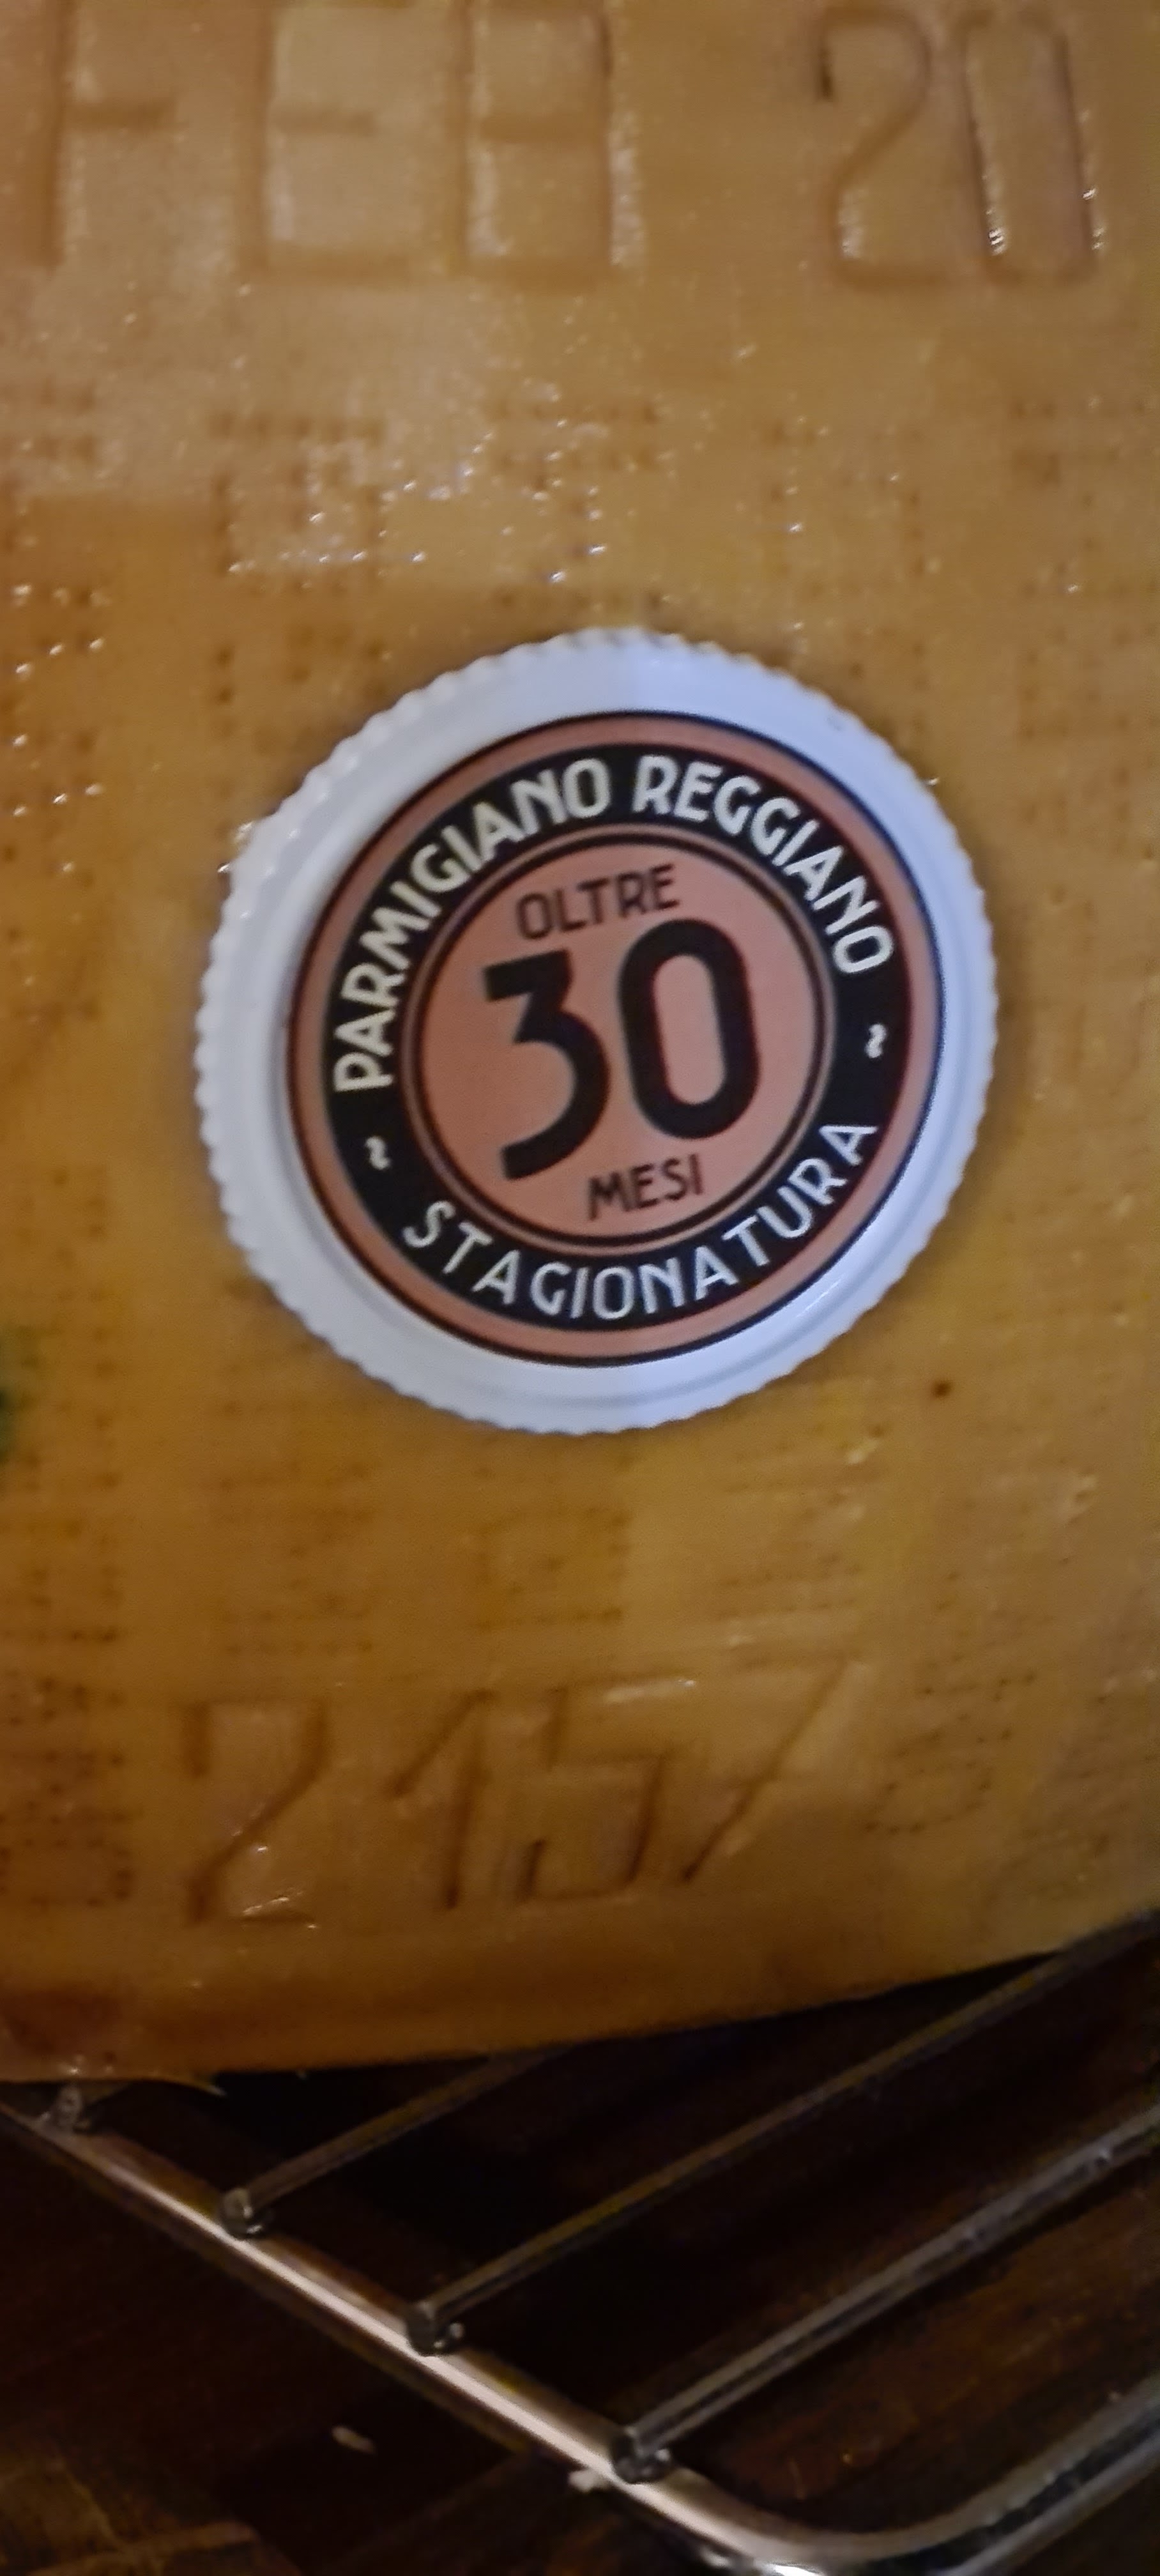 FEB 20
PARMIGIANO REGGIANO
OLTRE
30
MESI
~ STAGIONATURA ~
2157